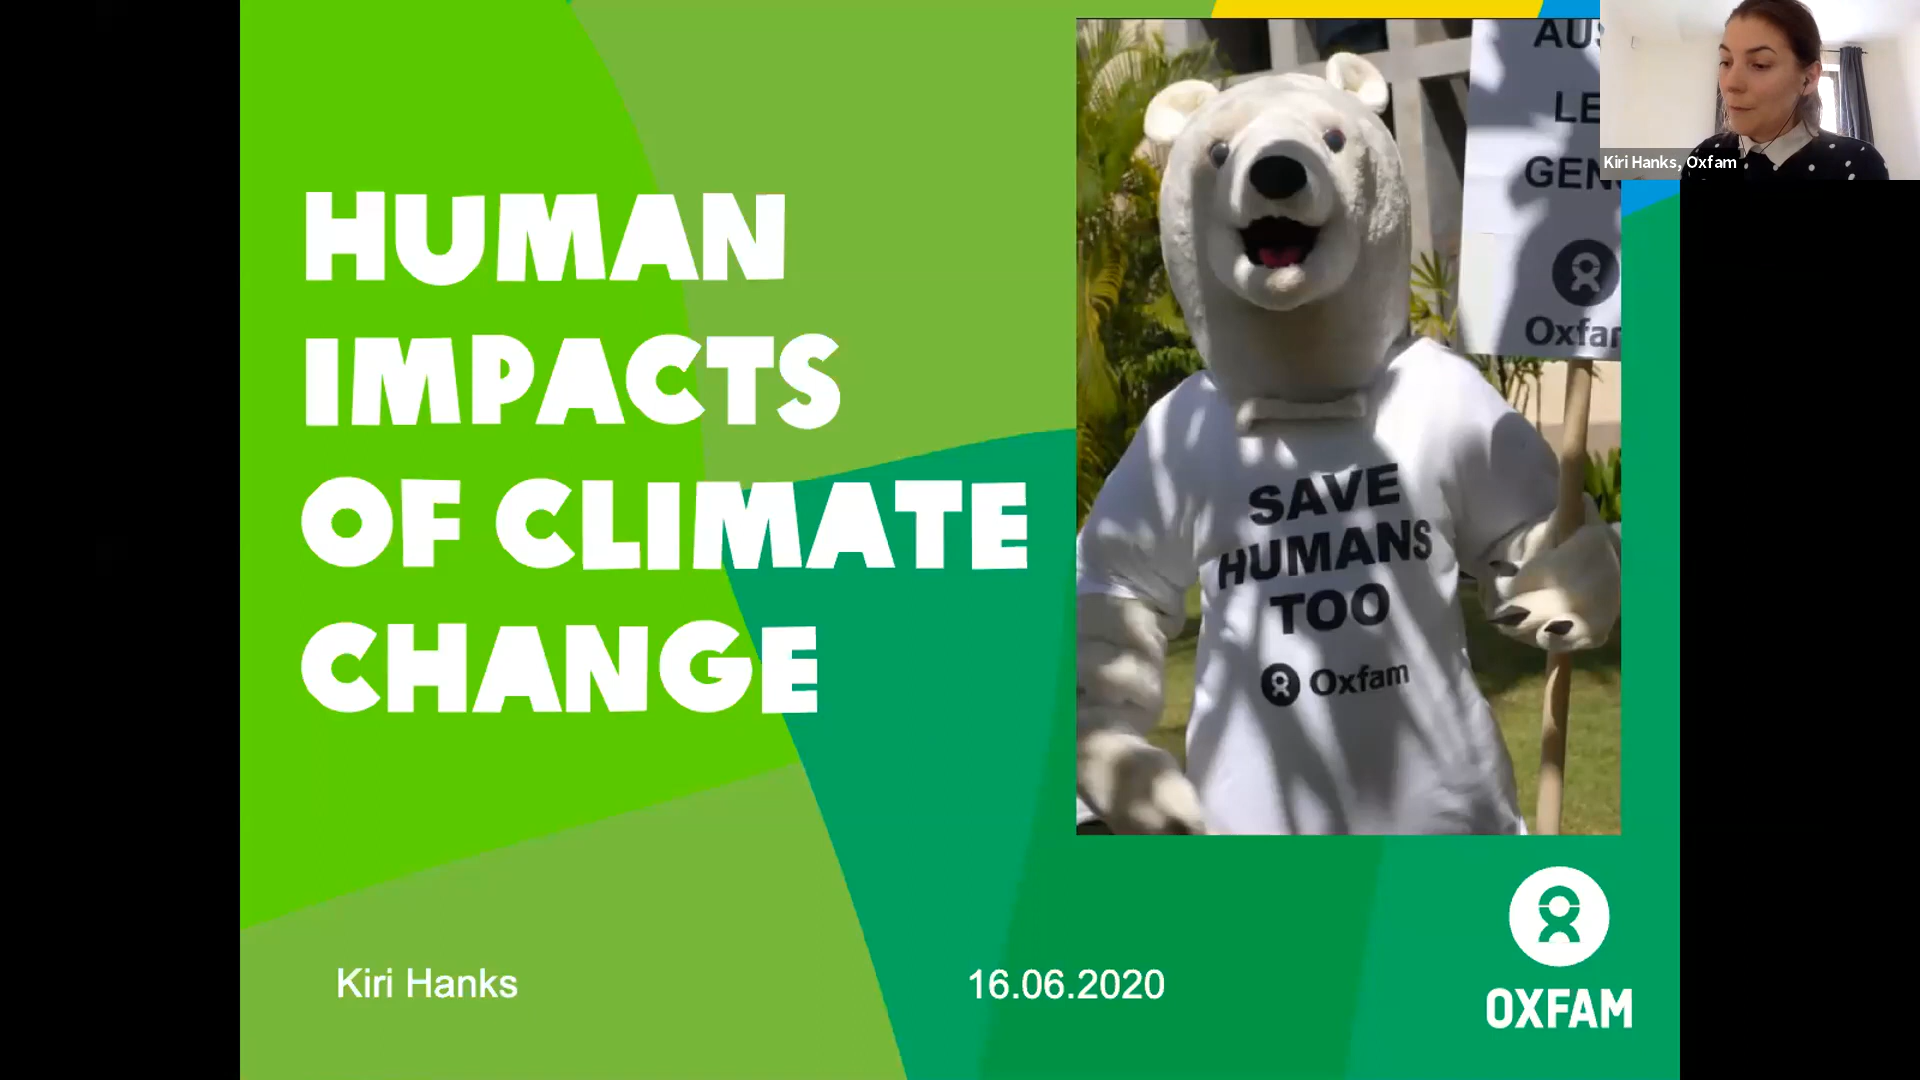 HUMAN
IMPACTS
OF CLIMATE
CHANGE
Kiri Hanks
16.06.2020
OXFAM
SAVE
HUMANS
TOO
Oxfam
Kiri Hanks, Oxfam